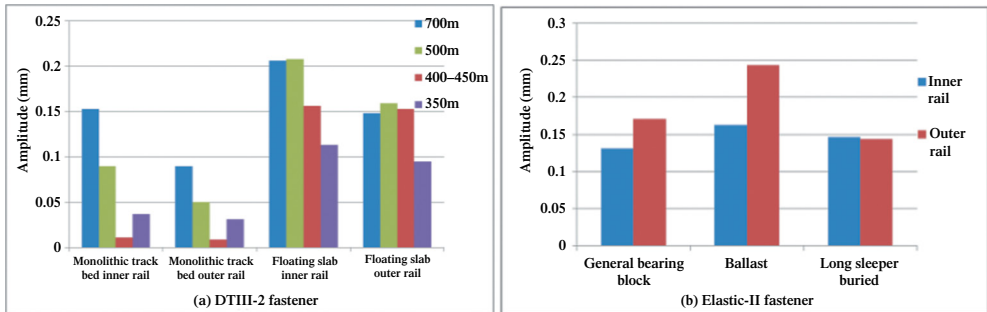 0.25
0.2
0.15
0.1
0.05
0
Amplitude (mm)
700m
500m
400–450m
350m
Monolithic track
bed inner rail
Monolithic track
bed outer rail
Floating slab
inner rail
Floating slab
outer rail
(a) DTIII-2 fastener
0.3
0.25
0.2
0.15
0.1
0.05
0
Amplitude (mm)
Inner
rail
Outer
rail
General bearing
block
Ballast
Long sleeper
buried
(b) Elastic-II fastener